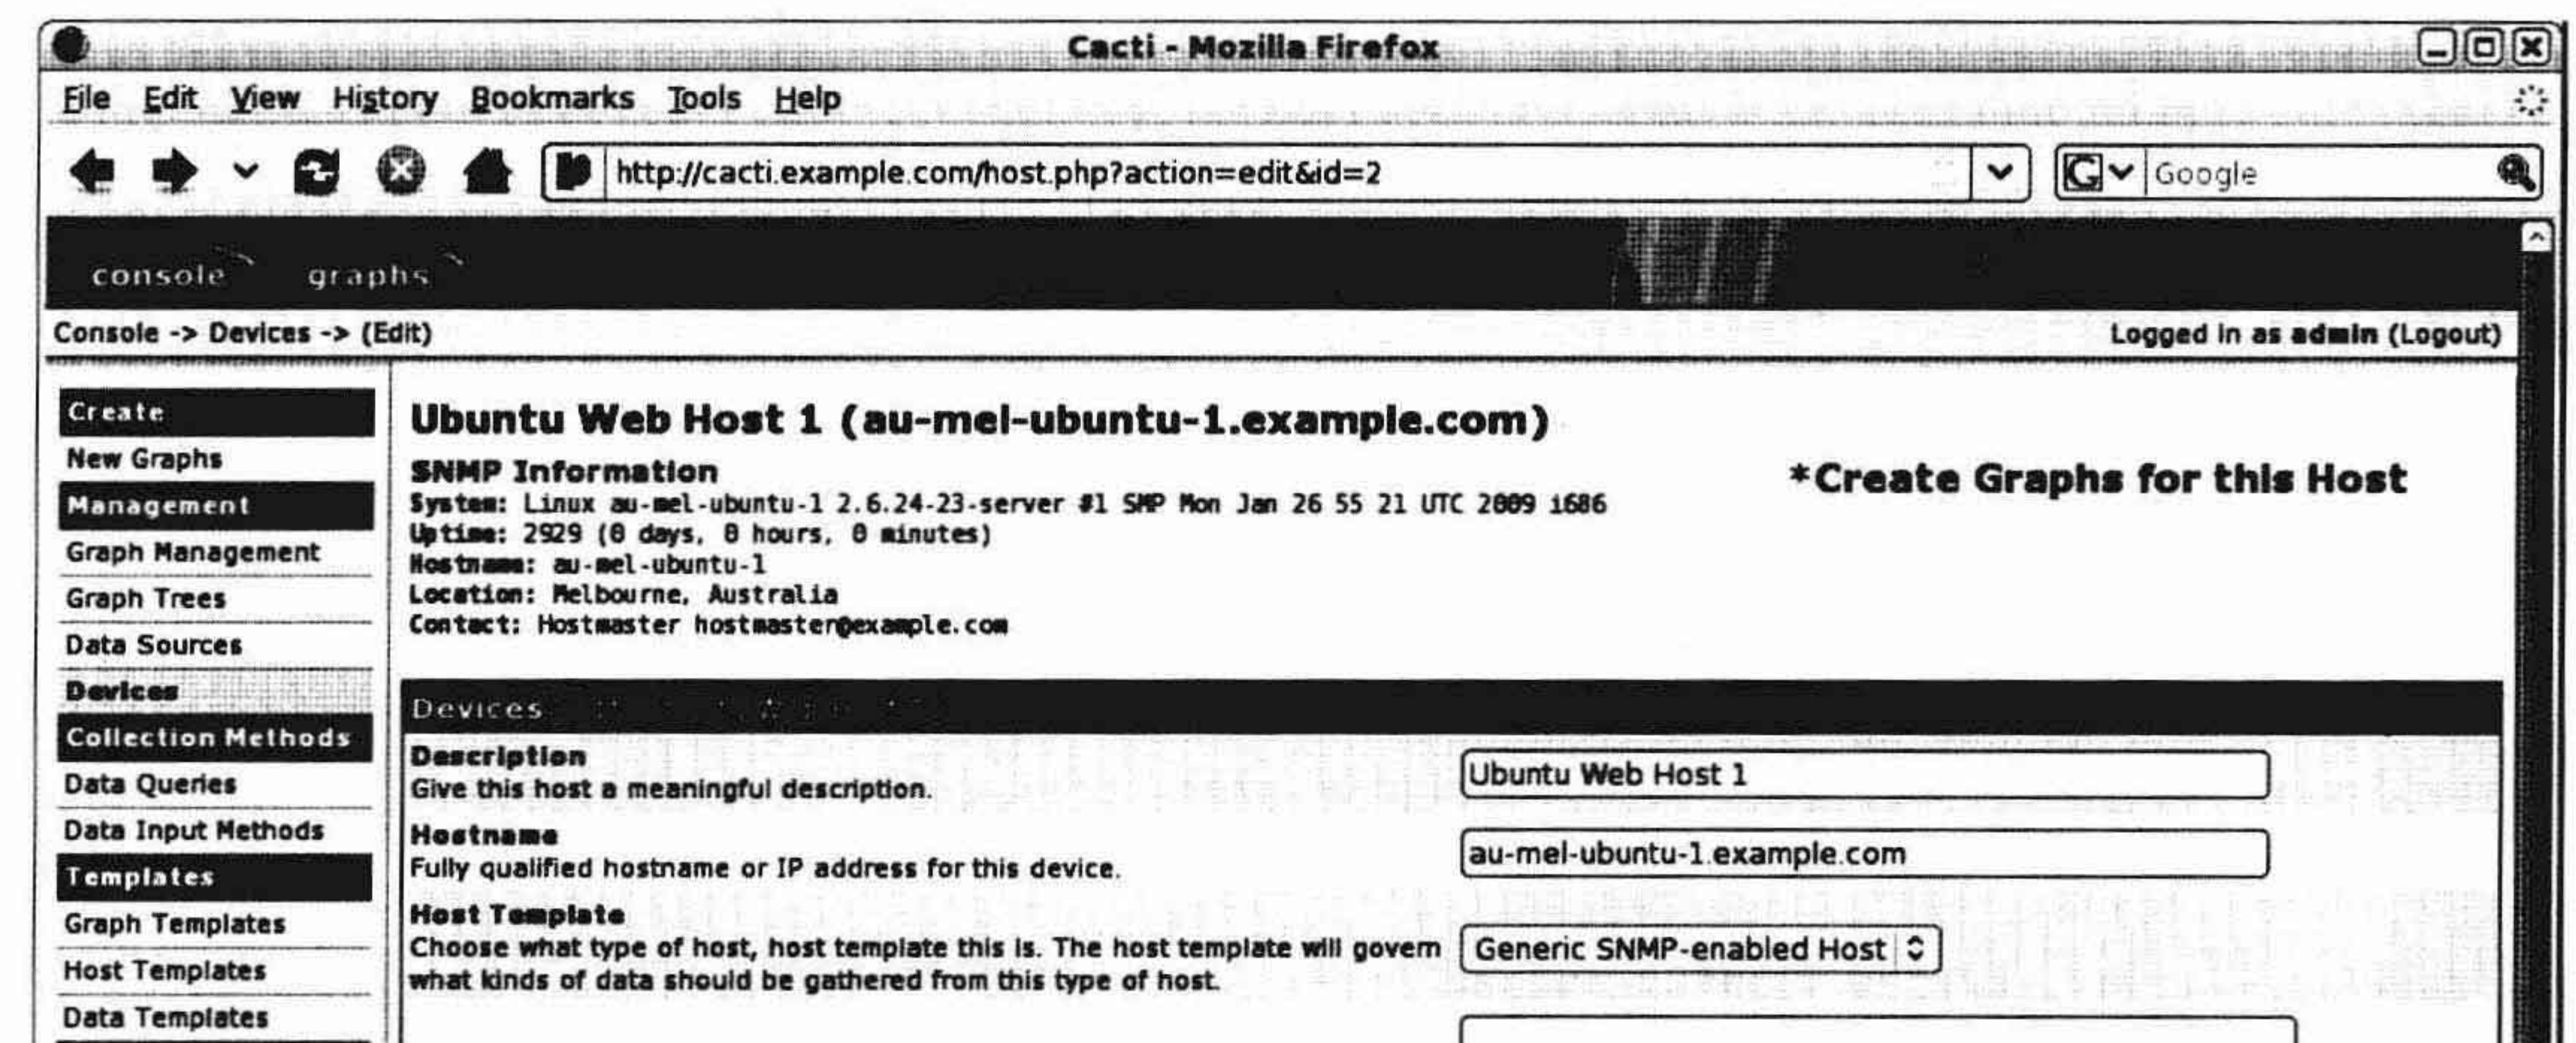 Cacti - Mozilla Firefox
File Edit View History Bookmarks Tools Help
http://cacti.example.com/host.php?action=edit&id=2
Google
console graphs
Console -> Devices -> (Edit)
Logged in as admin (Logout)
Create
New Graphs
Management
Graph Management
Graph Trees
Data Sources
Devices
Collection Methods
Data Queries
Data Input Methods
Templates
Graph Templates
Host Templates
Data Templates
Ubuntu Web Host 1 (au-mel-ubuntu-1.example.com)
SNMP Information
System: Linux au-mel-ubuntu-1 2.6.24-23-server #1 SMP Mon Jan 26 55 21 UTC 2009 i686
Uptime: 2929 (0 days, 0 hours, 0 minutes)
Hostname: au-mel-ubuntu-1
Location: Melbourne, Australia
Contact: Hostmaster hostmaster@example.com
*Create Graphs for this Host
Devices
Description
Give this host a meaningful description.
Ubuntu Web Host 1
Hostname
Fully qualified hostname or IP address for this device.
au-mel-ubuntu-1.example.com
Host Template
Choose what type of host, host template this is. The host template will govern
what kinds of data should be gathered from this type of host.
Generic SNMP-enabled Host